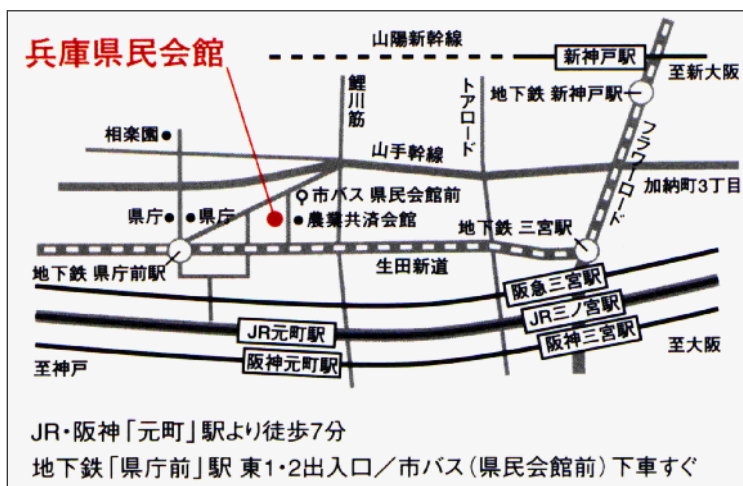 兵庫県民会館
山陽新幹線
新神戸駅
至新大阪
地下鉄 新神戸駅
鯉川筋
トアロード
フラワーロード
相楽園
山手幹線
加納町3丁目
市バス 県民会館前
県庁
県庁
農業共済会館
地下鉄 三宮駅
地下鉄 県庁前駅
生田新道
阪急三宮駅
JR三ノ宮駅
JR元町駅
阪神三宮駅
阪神元町駅
至神戸
至大阪
JR・阪神「元町」駅より徒歩7分
地下鉄「県庁前」駅 東1・2出入口／市バス（県民会館前）下車すぐ